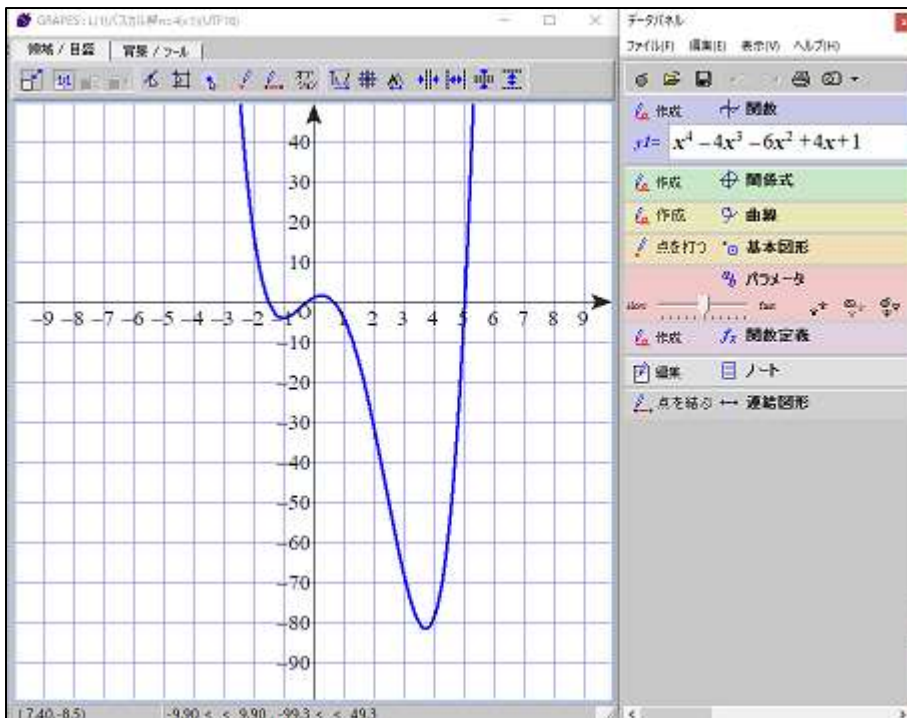 GRAPES:
データパネル
領域 / 目盛 背景 / ツール
ファイル(F) 編集(E) 表示(V) ヘルプ(H)
作成 関数
y1= x⁴ −4x³ −6x² +4x+1
作成 関係式
作成 曲線
点を打つ 基本図形
パラメータ
slow fast
作成 関数定義
編集 ノート
点を結ぶ 連結図形
40
30
20
10
−9 −8 −7 −6 −5 −4 −3 −2 −1 1 2 3 4 5 6 7 8 9
−10
−20
−30
−40
−50
−60
−70
−80
−90
(7.40,-8.5) -9.90 < < 9.90 , -99.3 < < 49.3